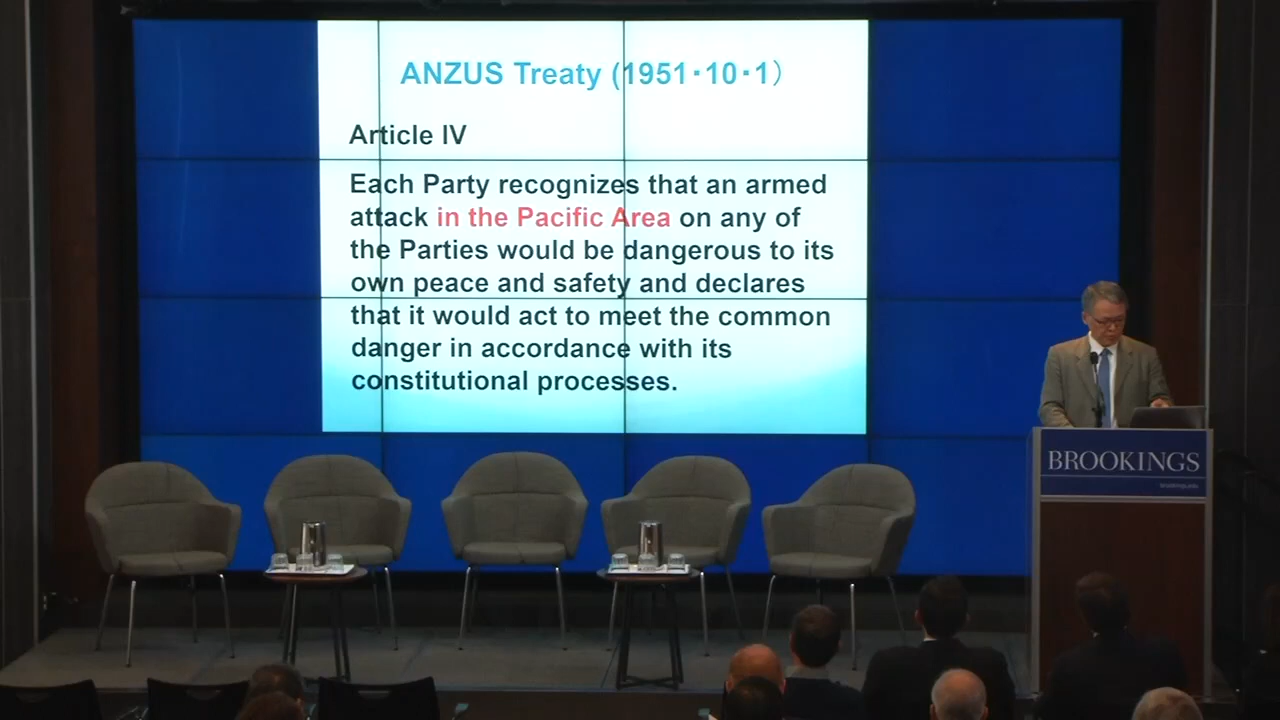 ANZUS Treaty (1951･10･1）
Article IV
Each Party recognizes that an armed
attack in the Pacific Area on any of
the Parties would be dangerous to its
own peace and safety and declares
that it would act to meet the common
danger in accordance with its
constitutional processes.
BROOKINGS
brookings.edu